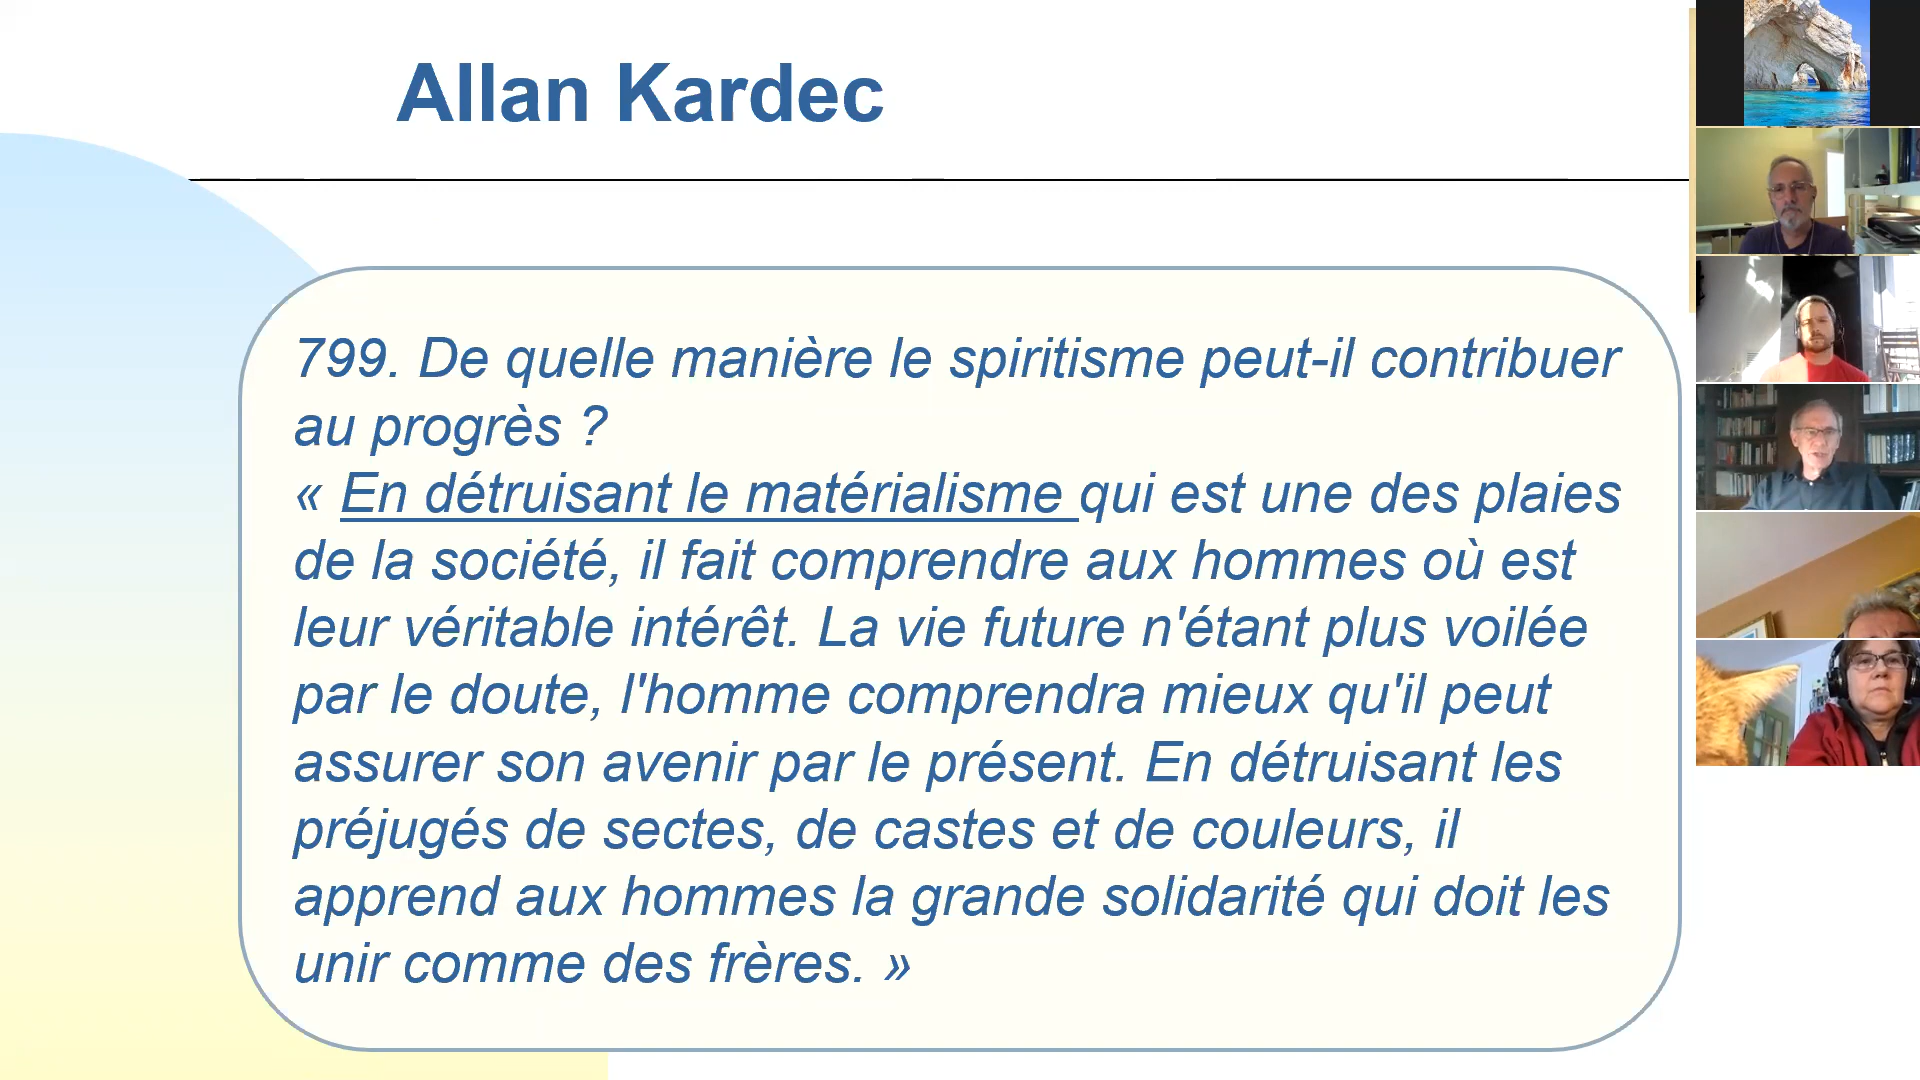 Allan Kardec
799. De quelle manière le spiritisme peut-il contribuer
au progrès ?
« En détruisant le matérialisme qui est une des plaies
de la société, il fait comprendre aux hommes où est
leur véritable intérêt. La vie future n'étant plus voilée
par le doute, l'homme comprendra mieux qu'il peut
assurer son avenir par le présent. En détruisant les
préjugés de sectes, de castes et de couleurs, il
apprend aux hommes la grande solidarité qui doit les
unir comme des frères. »